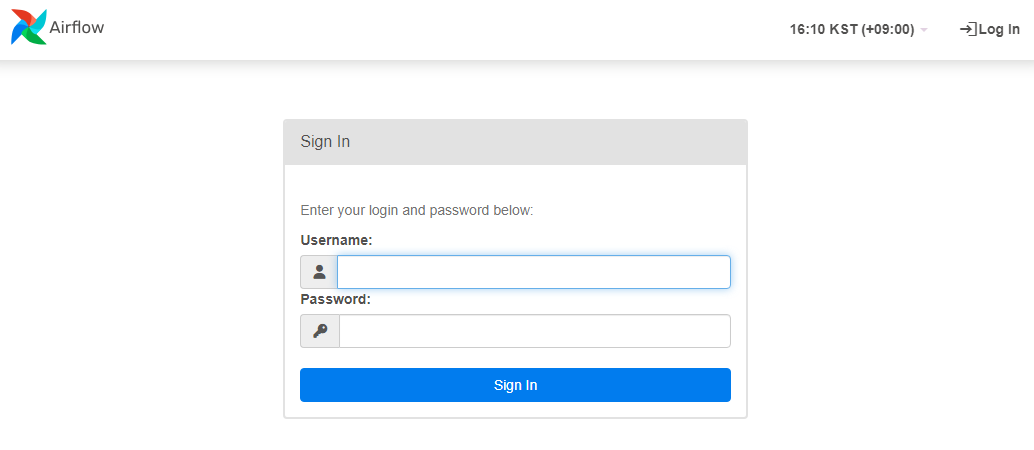 Airflow
16:10 KST (+09:00)
Log In
Sign In
Enter your login and password below:
Username:
Password:
Sign In